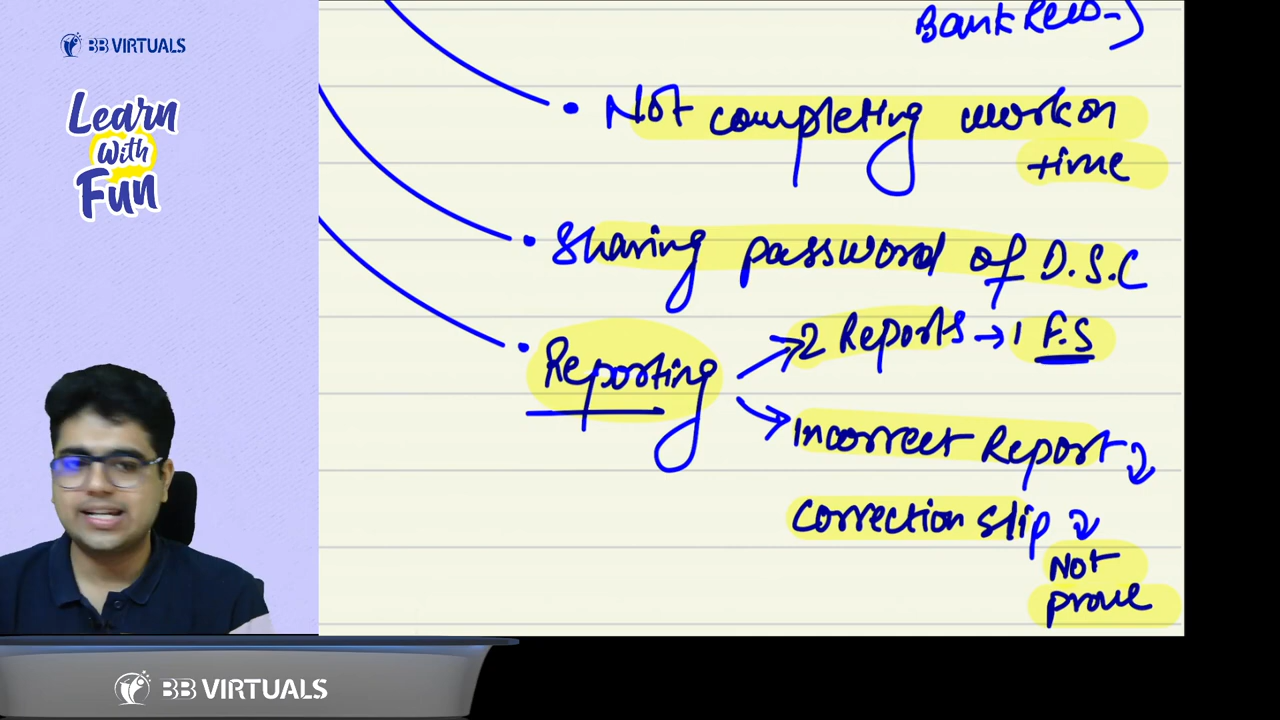 BB VIRTUALS
Learn
With
Fun
Bank
• Not completing work on
time
• Sharing password of D.S.C
• Reporting
→ 2 Reports → 1 F.S
→ Incorrect Report
Correction slip
Not
prove
BB VIRTUALS